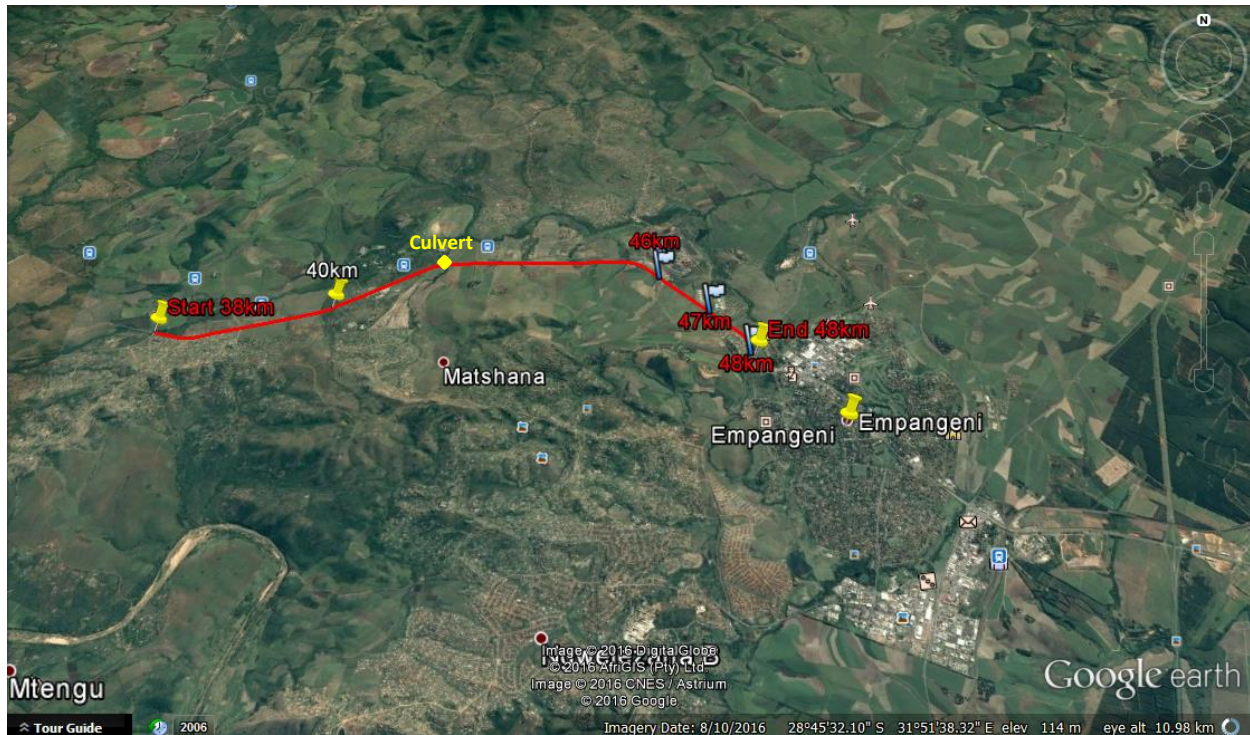 N
Culvert
46km
40km
Start 38km
47km
End 48km
48km
Matshana
Empangeni
Empangeni
Ngwelezana B
Image © 2016 DigitalGlobe
© 2016 AfriGIS (Pty) Ltd
Image © 2016 CNES / Astrium
© 2016 Google
Mtengu
Google earth
Tour Guide
2006
Imagery Date: 8/10/2016 28°45'32.10" S 31°51'38.32" E elev 114 m eye alt 10.98 km